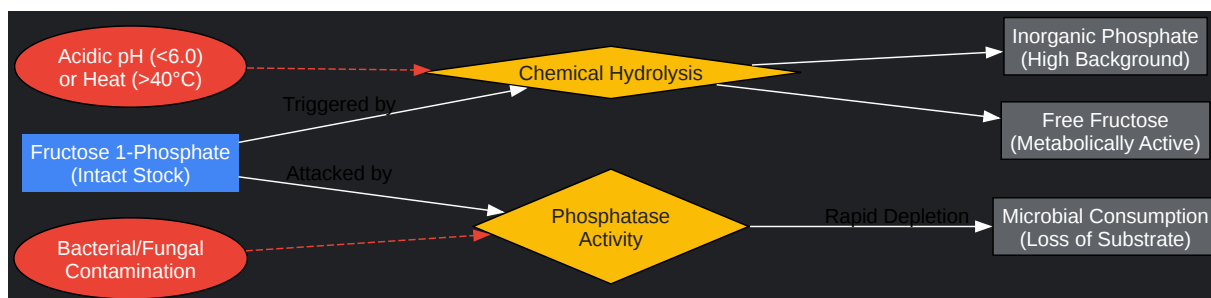 Acidic pH (<6.0)
or Heat (>40°C)
Chemical Hydrolysis
Inorganic Phosphate
(High Background)
Triggered by
Free Fructose
(Metabolically Active)
Fructose 1-Phosphate
(Intact Stock)
Attacked by
Phosphatase
Activity
Rapid Depletion
Microbial Consumption
(Loss of Substrate)
Bacterial/Fungal
Contamination